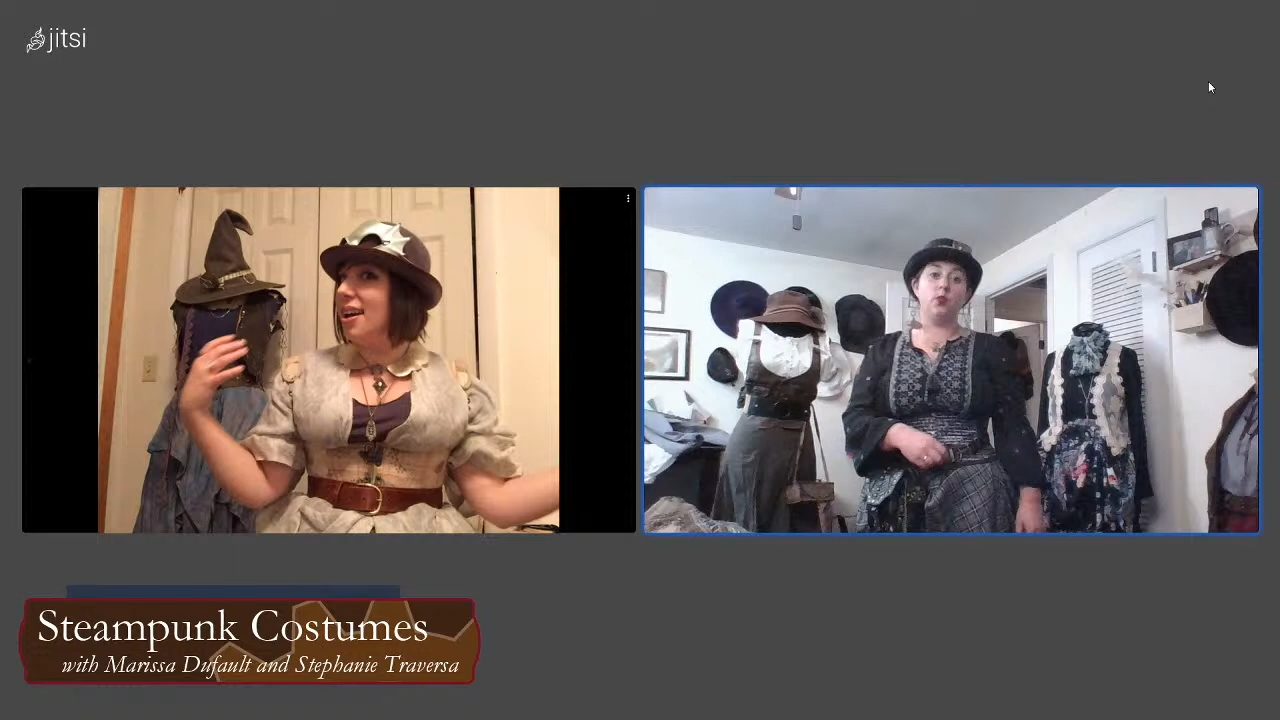 jitsi
Steampunk Costumes
with Marissa Dufault and Stephanie Traversa